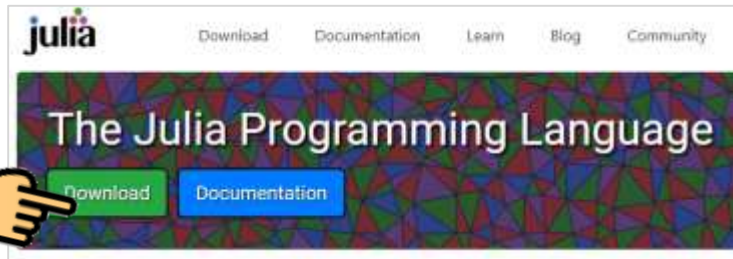 julia
Download Documentation Learn Blog Community
The Julia Programming Language
Download Documentation